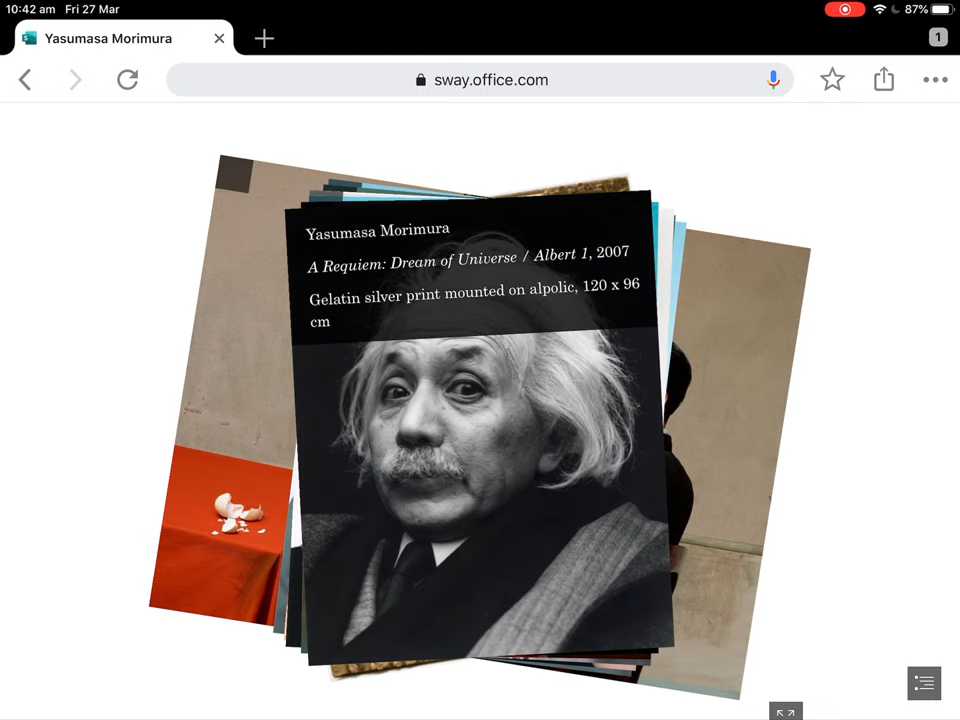 10:42 am Fri 27 Mar
87%
Yasumasa Morimura
1
sway.office.com
Yasumasa Morimura
A Requiem: Dream of Universe / Albert 1, 2007
Gelatin silver print mounted on alpolic, 120 x 96
cm